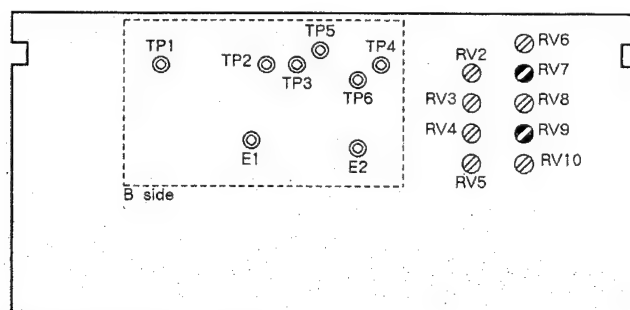 TP5
RV6
TP1
TP2
TP4
RV2
TP3
RV7
TP6
RV3
RV8
RV4
RV9
E1
E2
RV5
RV10
B side